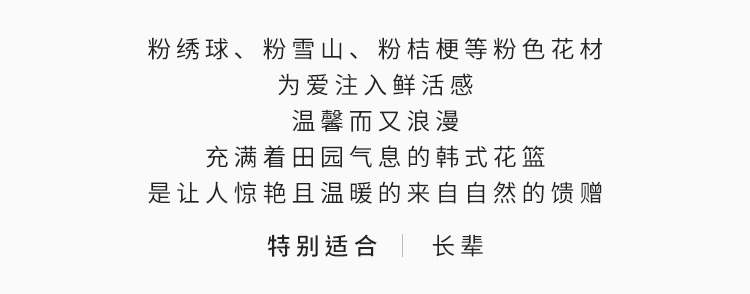 粉绣球、粉雪山、粉桔梗等粉色花材
为爱注入鲜活感
温馨而又浪漫
充满着田园气息的韩式花篮
是让人惊艳且温暖的来自自然的馈赠
特别适合｜长辈